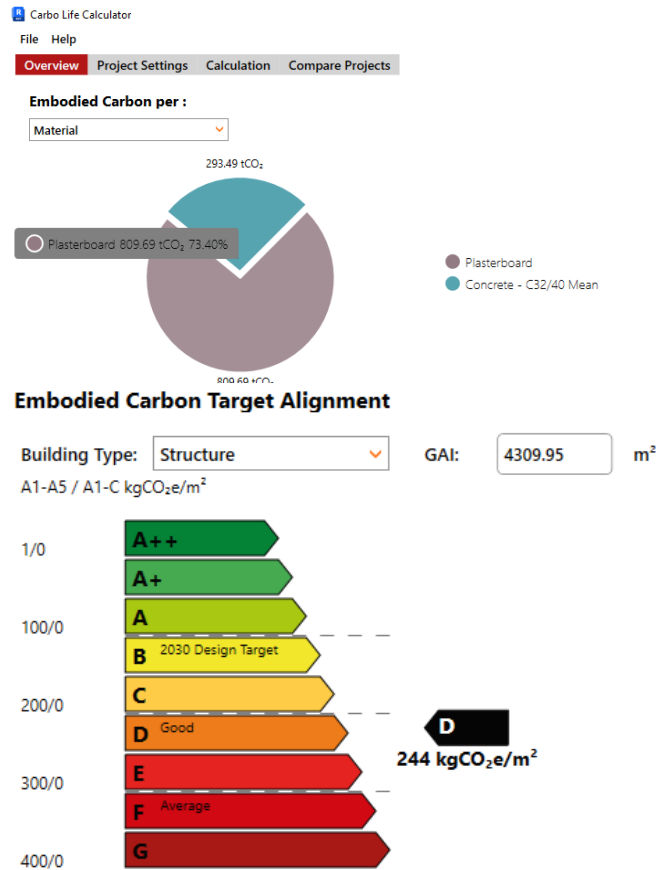 Carbo Life Calculator
File Help
Overview Project Settings Calculation Compare Projects
Embodied Carbon per :
Material
293.49 tCO₂
Plasterboard 809.69 tCO₂ 73.40%
Plasterboard
Concrete - C32/40 Mean
809.69 tCO₂
Embodied Carbon Target Alignment
Building Type: Structure GAI: 4309.95 m²
A1-A5 / A1-C kgCO₂e/m²
A++
1/0
A+
A
100/0
B 2030 Design Target
C
200/0
D Good
D
244 kgCO₂e/m²
E
300/0
F Average
G
400/0